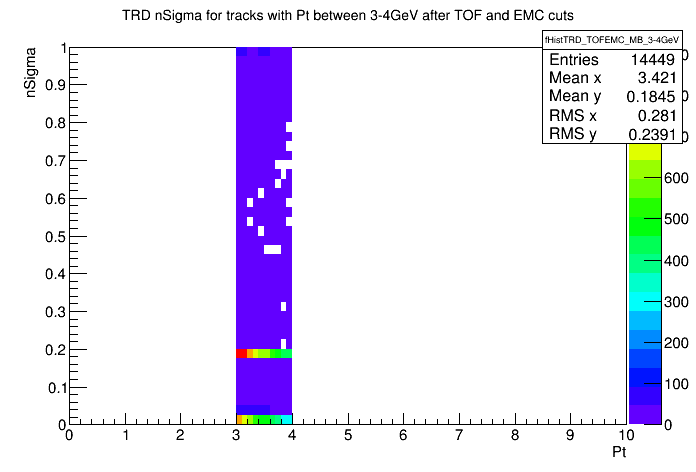 TRD nSigma for tracks with Pt between 3-4GeV after TOF and EMC cuts
fHistTRD_TOFEMC_MB_3-4GeV
Entries 14449
Mean x 3.421
Mean y 0.1845
RMS x 0.281
RMS y 0.2391
nSigma
1
0.9
0.8
0.7
0.6
0.5
0.4
0.3
0.2
0.1
0
0 1 2 3 4 5 6 7 8 9 10
Pt
600
500
400
300
200
100
0